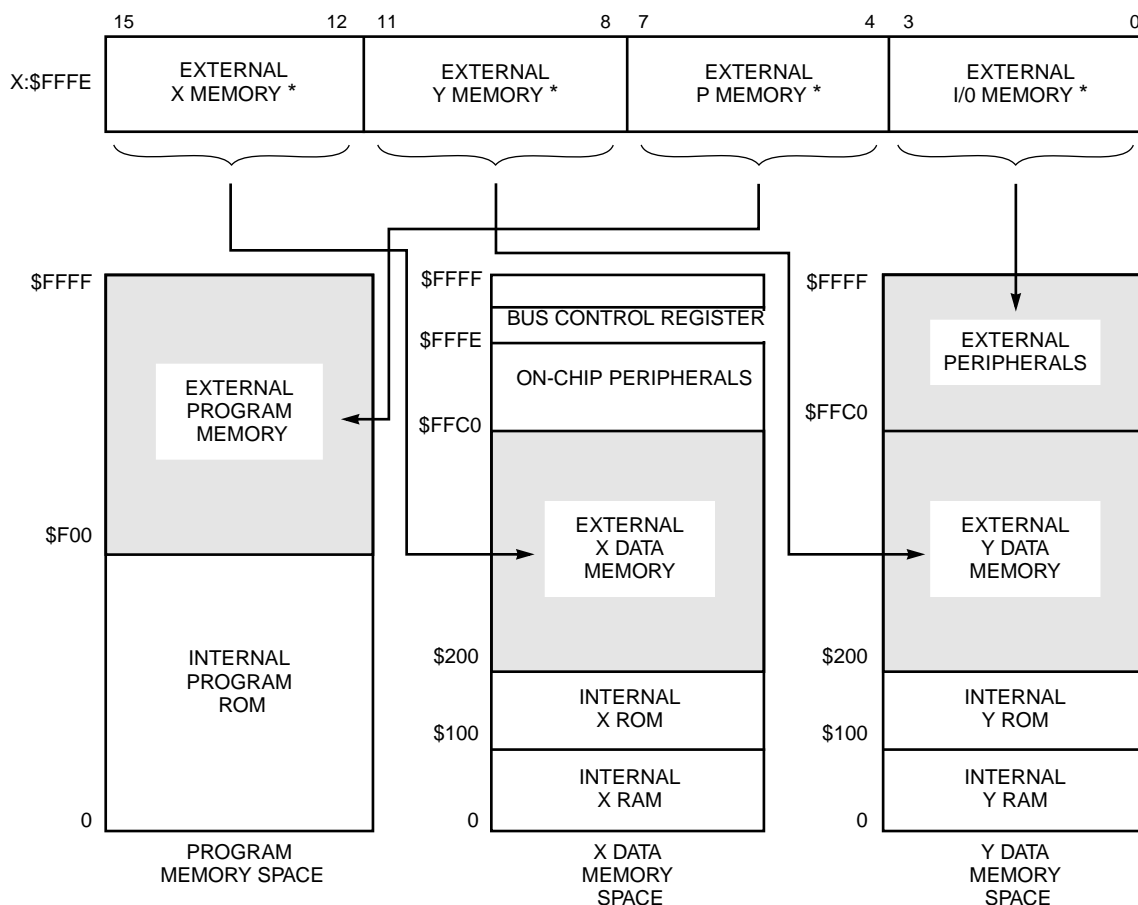 15 12 11 8 7 4 3 0
X:$FFFE
EXTERNAL
X MEMORY *
EXTERNAL
Y MEMORY *
EXTERNAL
P MEMORY *
EXTERNAL
I/0 MEMORY *
$FFFF
EXTERNAL
PROGRAM
MEMORY
$F00
INTERNAL
PROGRAM
ROM
0
PROGRAM
MEMORY SPACE
$FFFF
BUS CONTROL REGISTER
$FFFE
ON-CHIP PERIPHERALS
$FFC0
EXTERNAL
X DATA
MEMORY
$200
INTERNAL
X ROM
$100
INTERNAL
X RAM
0
X DATA
MEMORY
SPACE
$FFFF
EXTERNAL
PERIPHERALS
$FFC0
EXTERNAL
Y DATA
MEMORY
$200
INTERNAL
Y ROM
$100
INTERNAL
Y RAM
0
Y DATA
MEMORY
SPACE